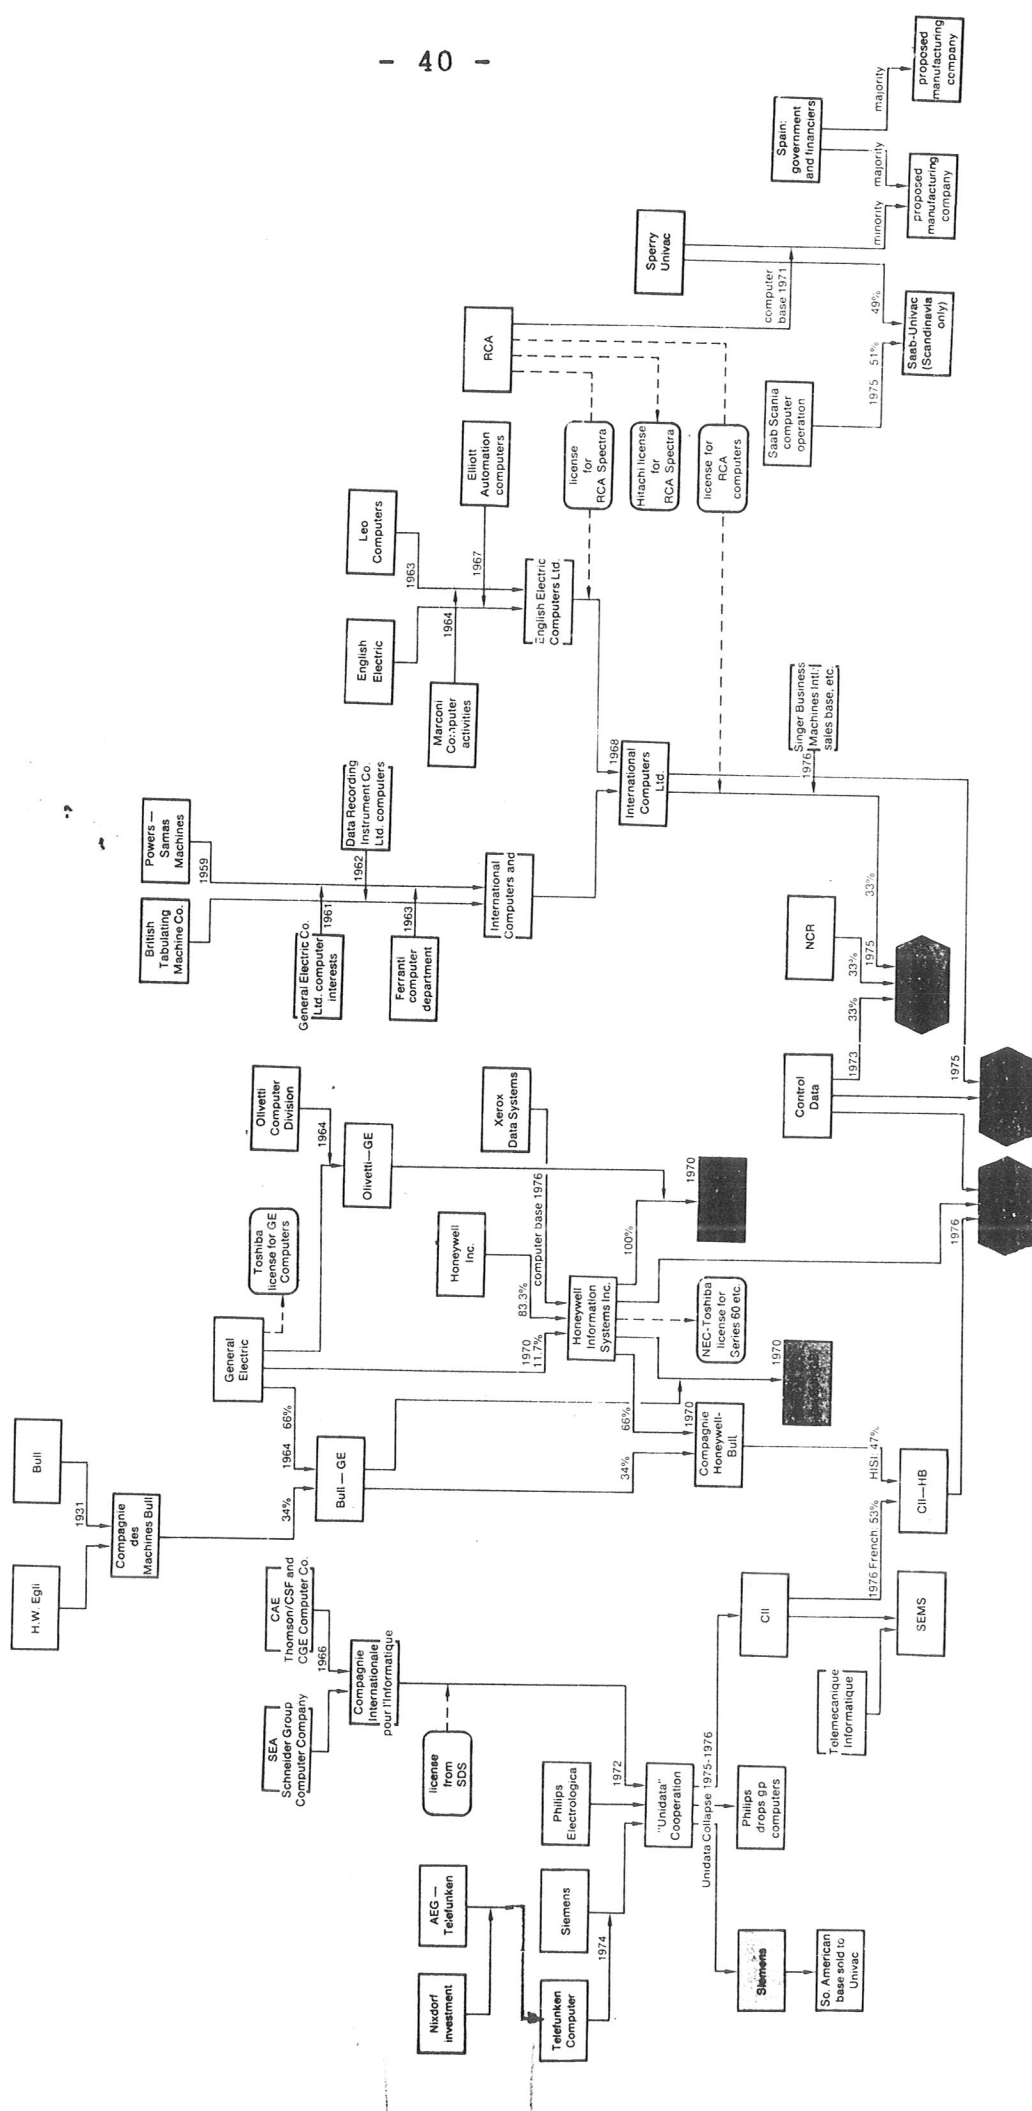 - 40 -
H.W. Egli
Bull
1931
Compagnie
des
Machines Bull
34%
1964
66%
General
Electric
Toshiba
license for GE
Computers
Olivetti
Computer
Division
1964
Olivetti—GE
Bull — GE
SEA
Schneider Group
Computer Company
CAE
Thomson/CSF and
CGE Computer Co.
1966
Compagnie
Internationale
pour l'Informatique
license
from
SDS
1972
Nixdorf
investment
AEG —
Telefunken
Telefunken
Computer
1974
Siemens
Philips
Electrologica
"Unidata"
Cooperation
Unidata Collapse 1975-1976
Siemens
So. American
base sold to
Univac
Philips
drops gp
computers
CII
Telemecanique
Informatique
SEMS
1976 French: 53%
HISI: 47%
CII—HB
Honeywell
Inc.
Xerox
Data Systems
1970
11.7%
83.3%
computer base 1976
Honeywell
Information
Systems Inc.
34%
66%
1970
Compagnie
Honeywell-
Bull
1970
NEC-Toshiba
license for
Series 60 etc.
100%
1970
1976
British
Tabulating
Machine Co.
Powers —
Samas
Machines
1959
General Electric Co.
Ltd. computer
interests
1961
Data Recording
Instrument Co.
Ltd. computers
1962
Ferranti
computer
department
1963
International
Computers and
English
Electric
Leo
Computers
1963
Marconi
Computer
activities
1964
Elliott
Automation
computers
1967
English Electric
Computers Ltd.
1968
International
Computers
Ltd.
RCA
license
for
RCA Spectra
Hitachi license
for
RCA Spectra
license for
RCA
computers
Singer Business
Machines Intl:
sales base, etc.
1976
Control
Data
NCR
1973
33%
33%
33%
1975
1975
Sperry
Univac
computer
base 1971
Saab Scania
computer
operation
1975
51%
49%
Saab-Univac
(Scandinavia
only)
Spain:
government
and financiers
minority
majority
majority
proposed
manufacturing
company
proposed
manufacturing
company